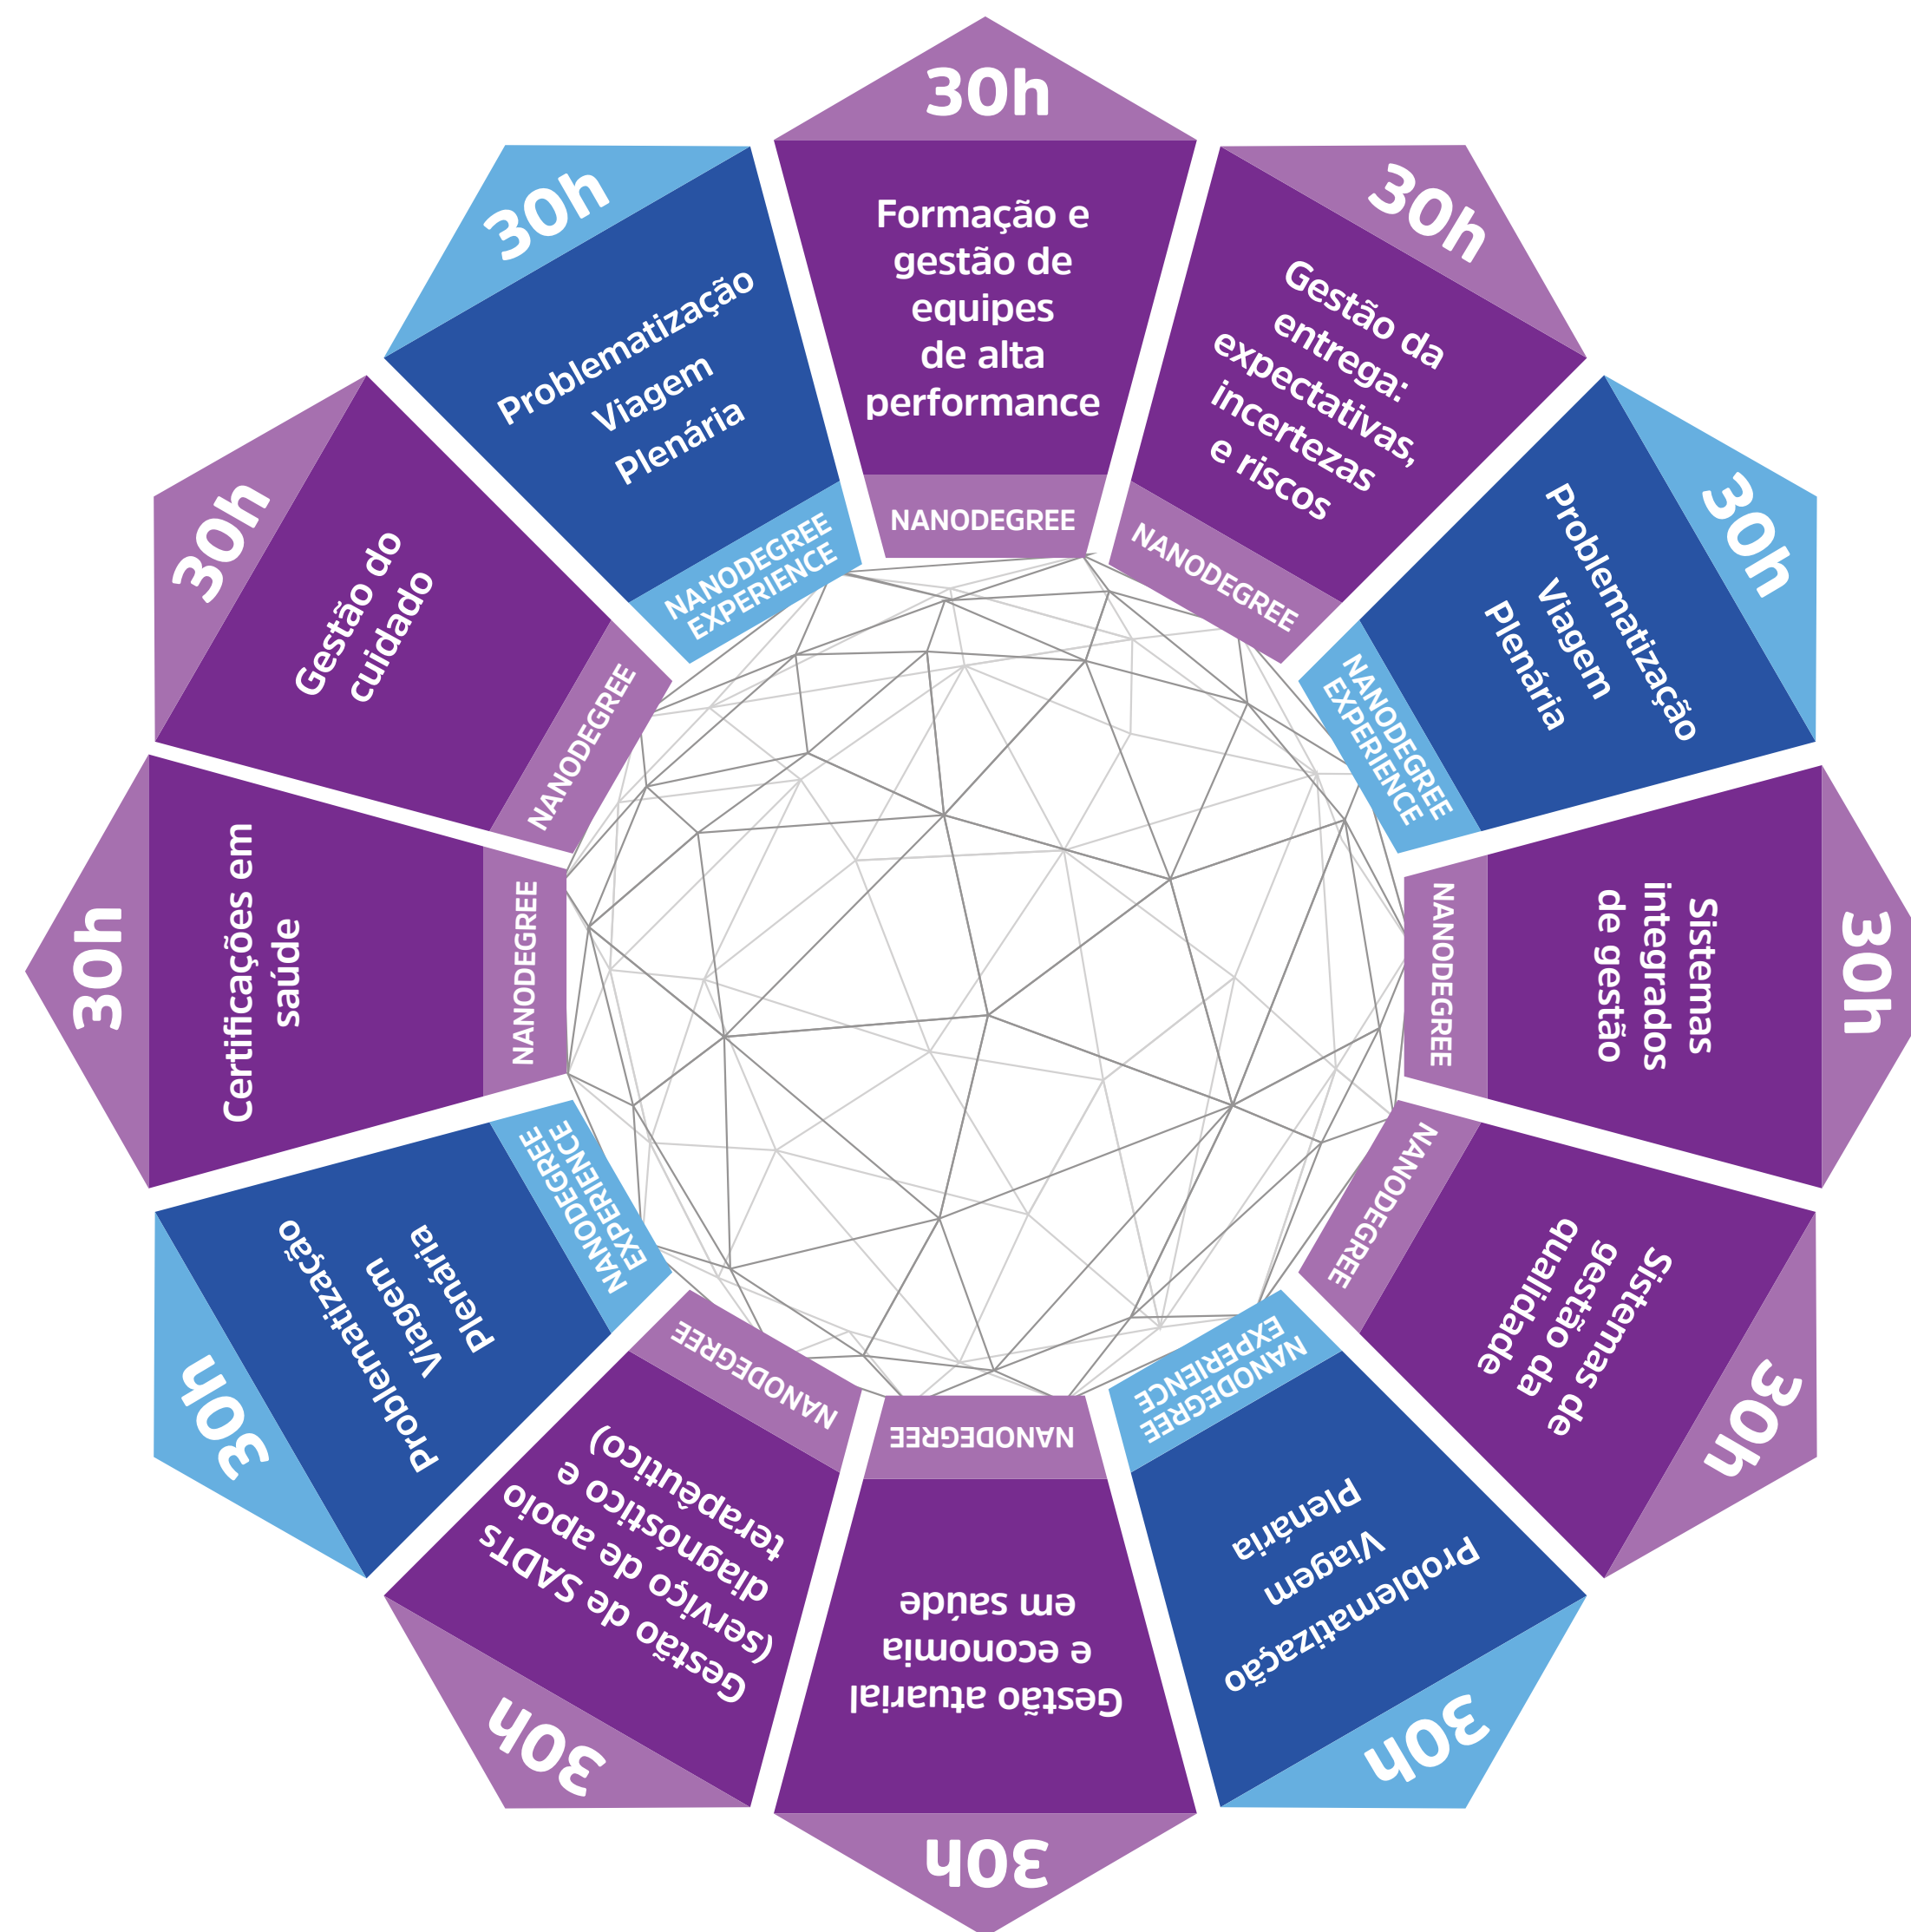 30h
Formação e
gestão de
equipes
de alta
performance
NANODEGREE
30h
Gestão da
entrega:
expectativas,
incertezas
e riscos
NANODEGREE
30h
Problematização
Viagem
Plenária
NANODEGREE
EXPERIENCE
30h
Sistemas
integrados
de gestão
NANODEGREE
30h
Sistemas de
gestão da
qualidade
NANODEGREE
30h
Problematização
Viagem
Plenária
NANODEGREE
EXPERIENCE
30h
Gestão atuarial
e economia
em saúde
NANODEGREE
30h
Gestão de SADTs
(serviço de apoio
diagnóstico e
terapêutico)
NANODEGREE
30h
Problematização
Viagem
Plenária
NANODEGREE
EXPERIENCE
30h
Certificações em
saúde
NANODEGREE
30h
Gestão do
cuidado
NANODEGREE
30h
Problematização
Viagem
Plenária
NANODEGREE
EXPERIENCE